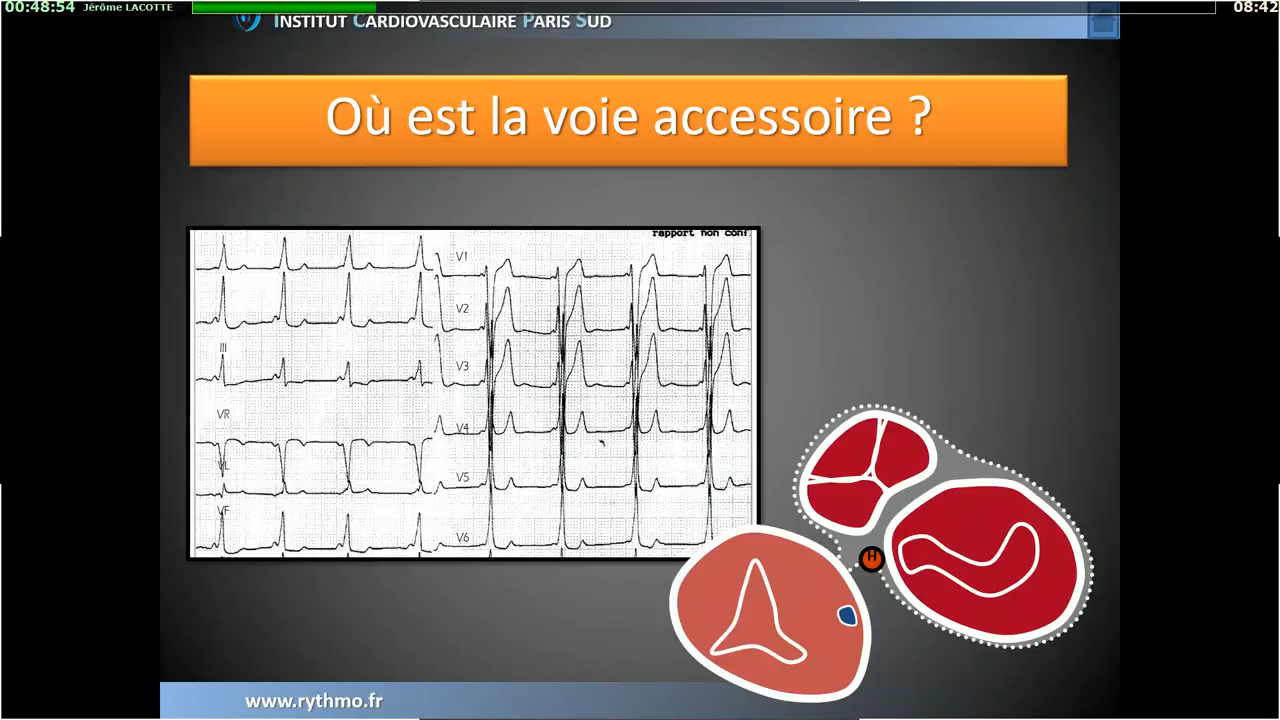 00:48:54 Jérôme LACOTTE 08:42
INSTITUT CARDIOVASCULAIRE PARIS SUD
Où est la voie accessoire ?
rapport non conf.
V1
V2
III
V3
VR
V4
VL
V5
VF
V6
H
www.rythmo.fr